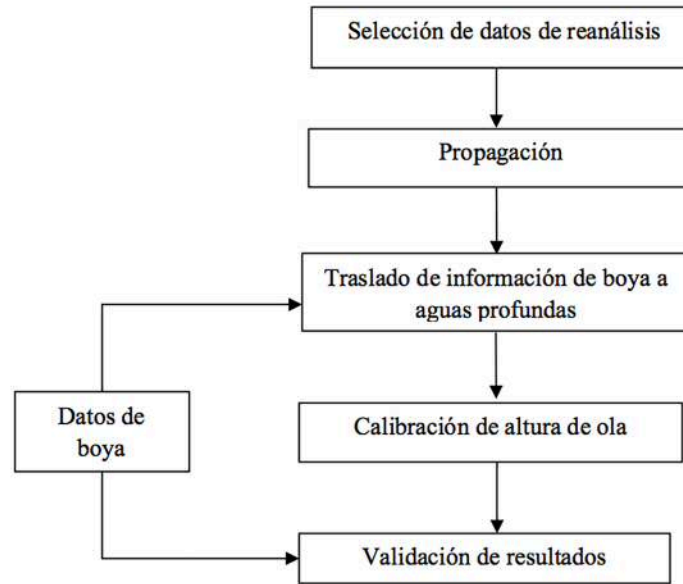 Selección de datos de reanálisis
Propagación
Traslado de información de boya a
aguas profundas
Datos de
boya
Calibración de altura de ola
Validación de resultados